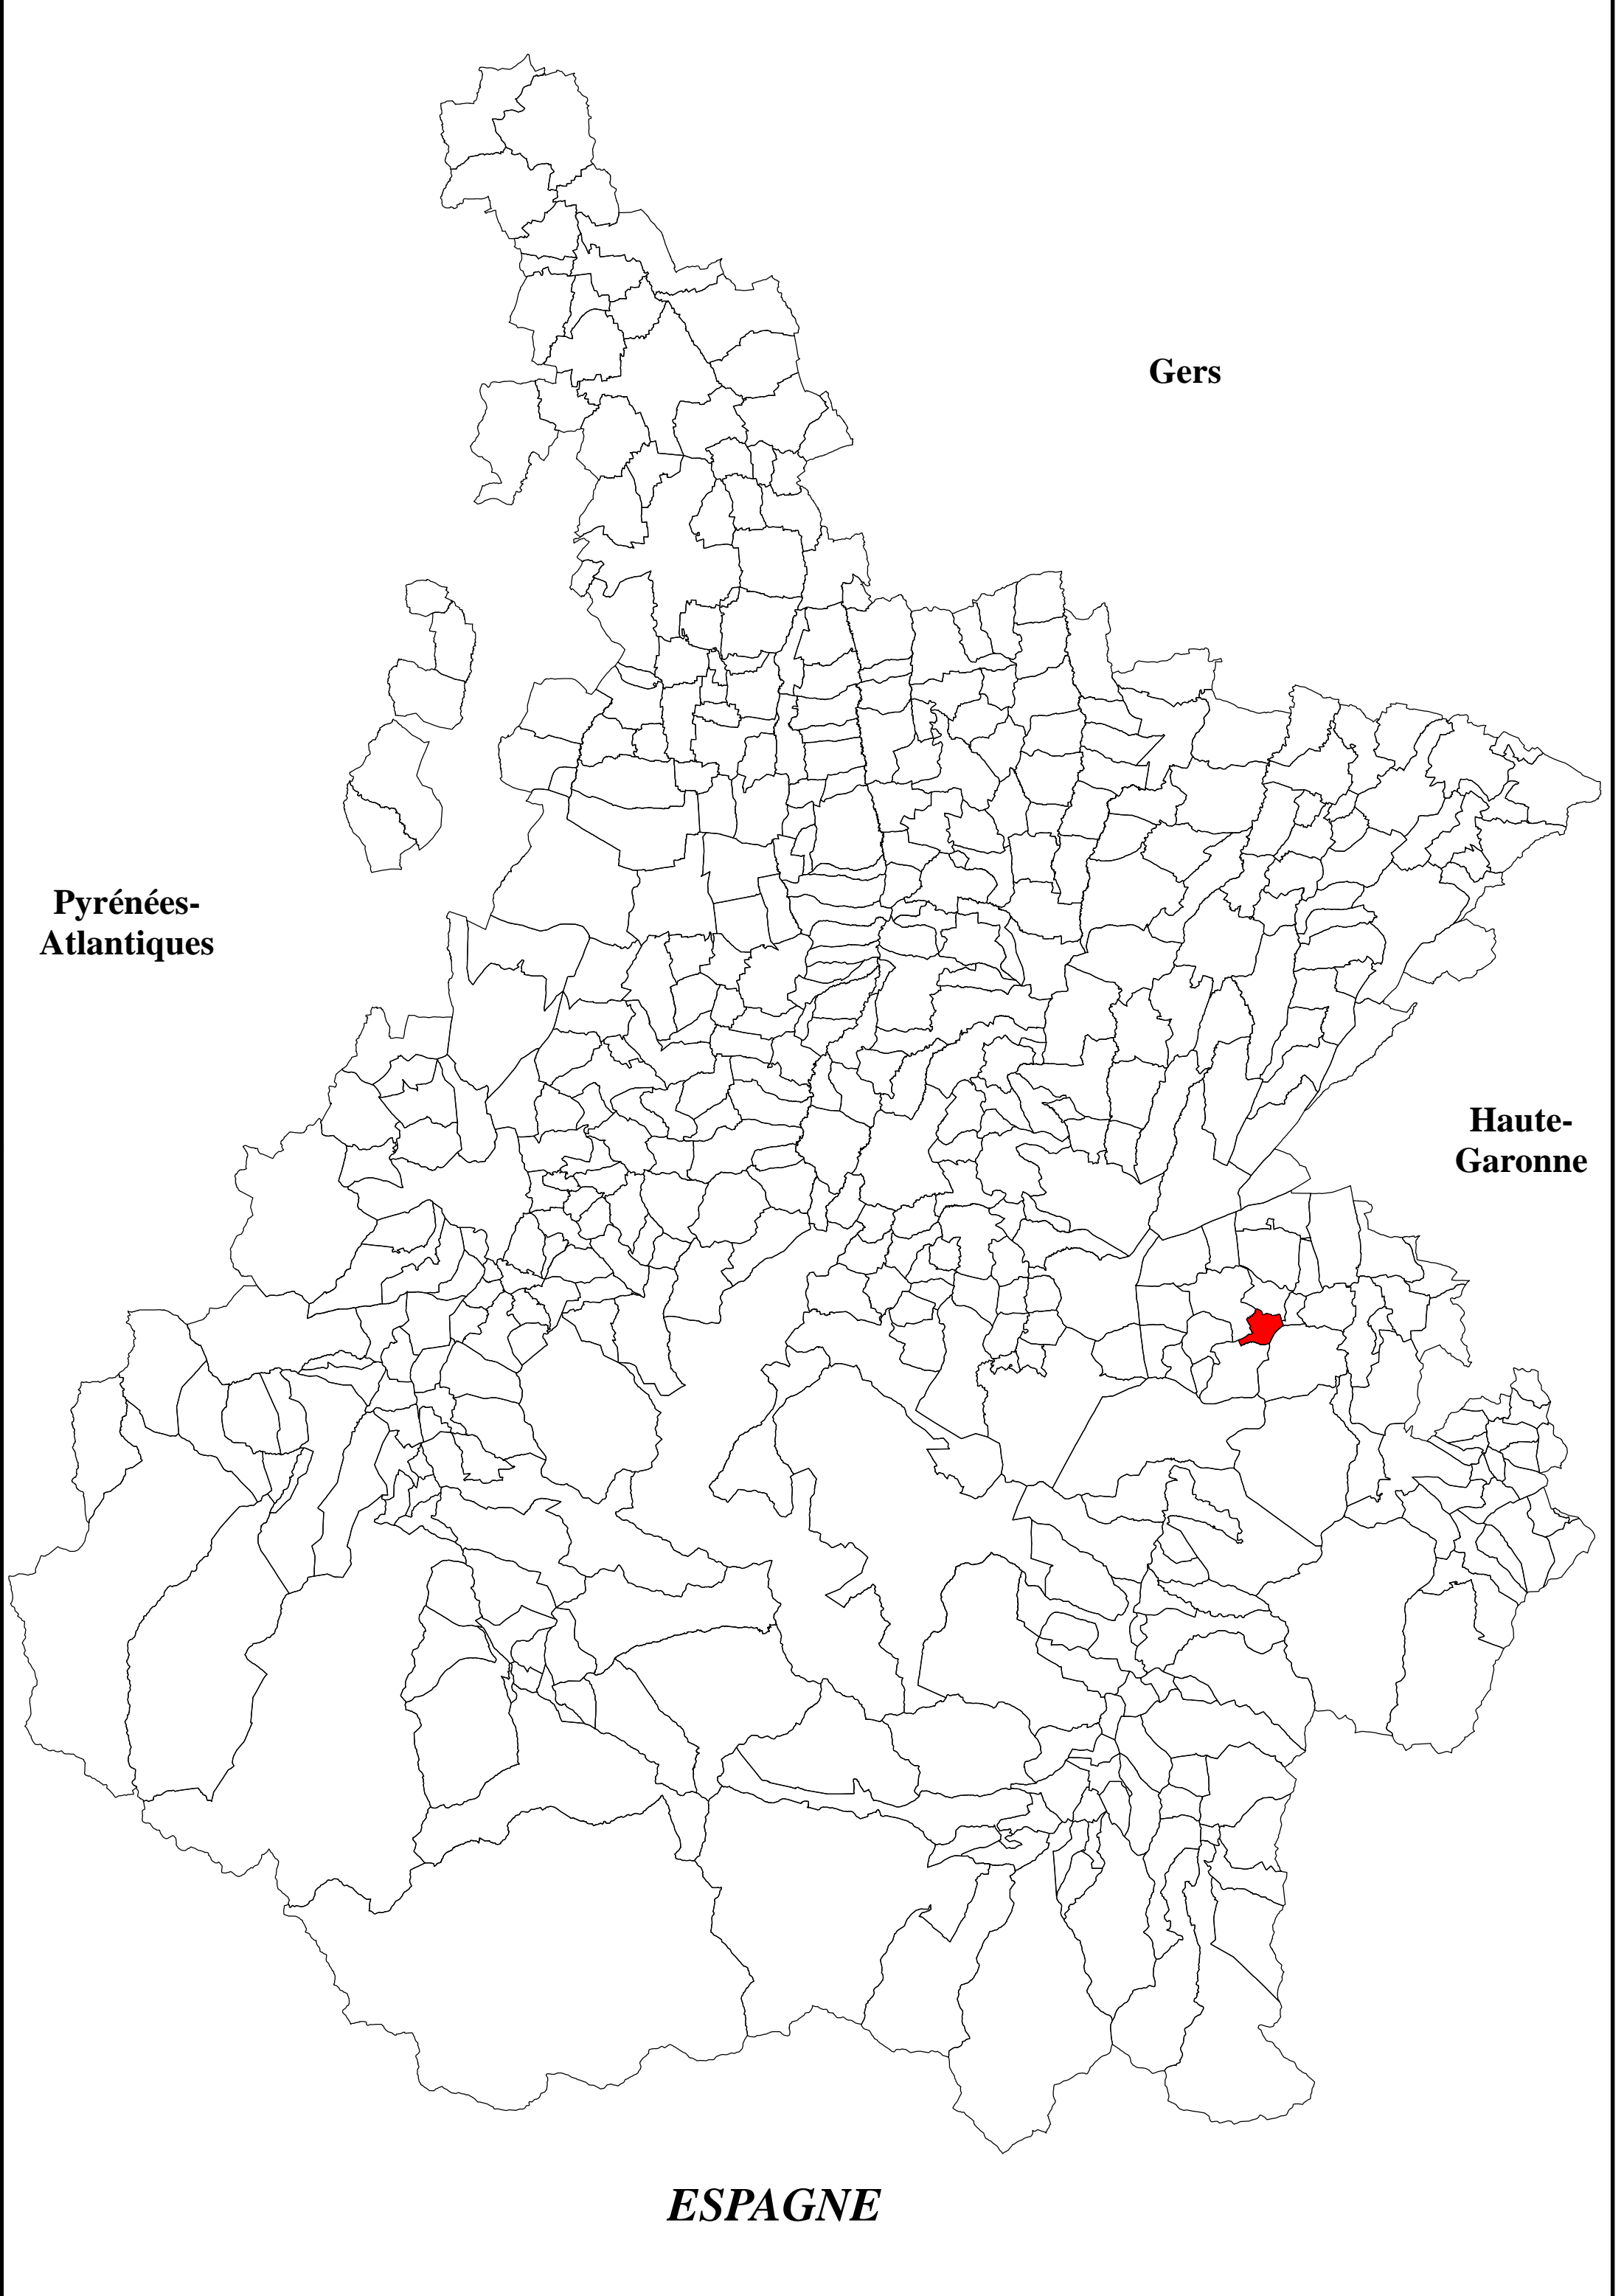 Gers
Pyrénées-
Atlantiques
Haute-
Garonne
ESPAGNE